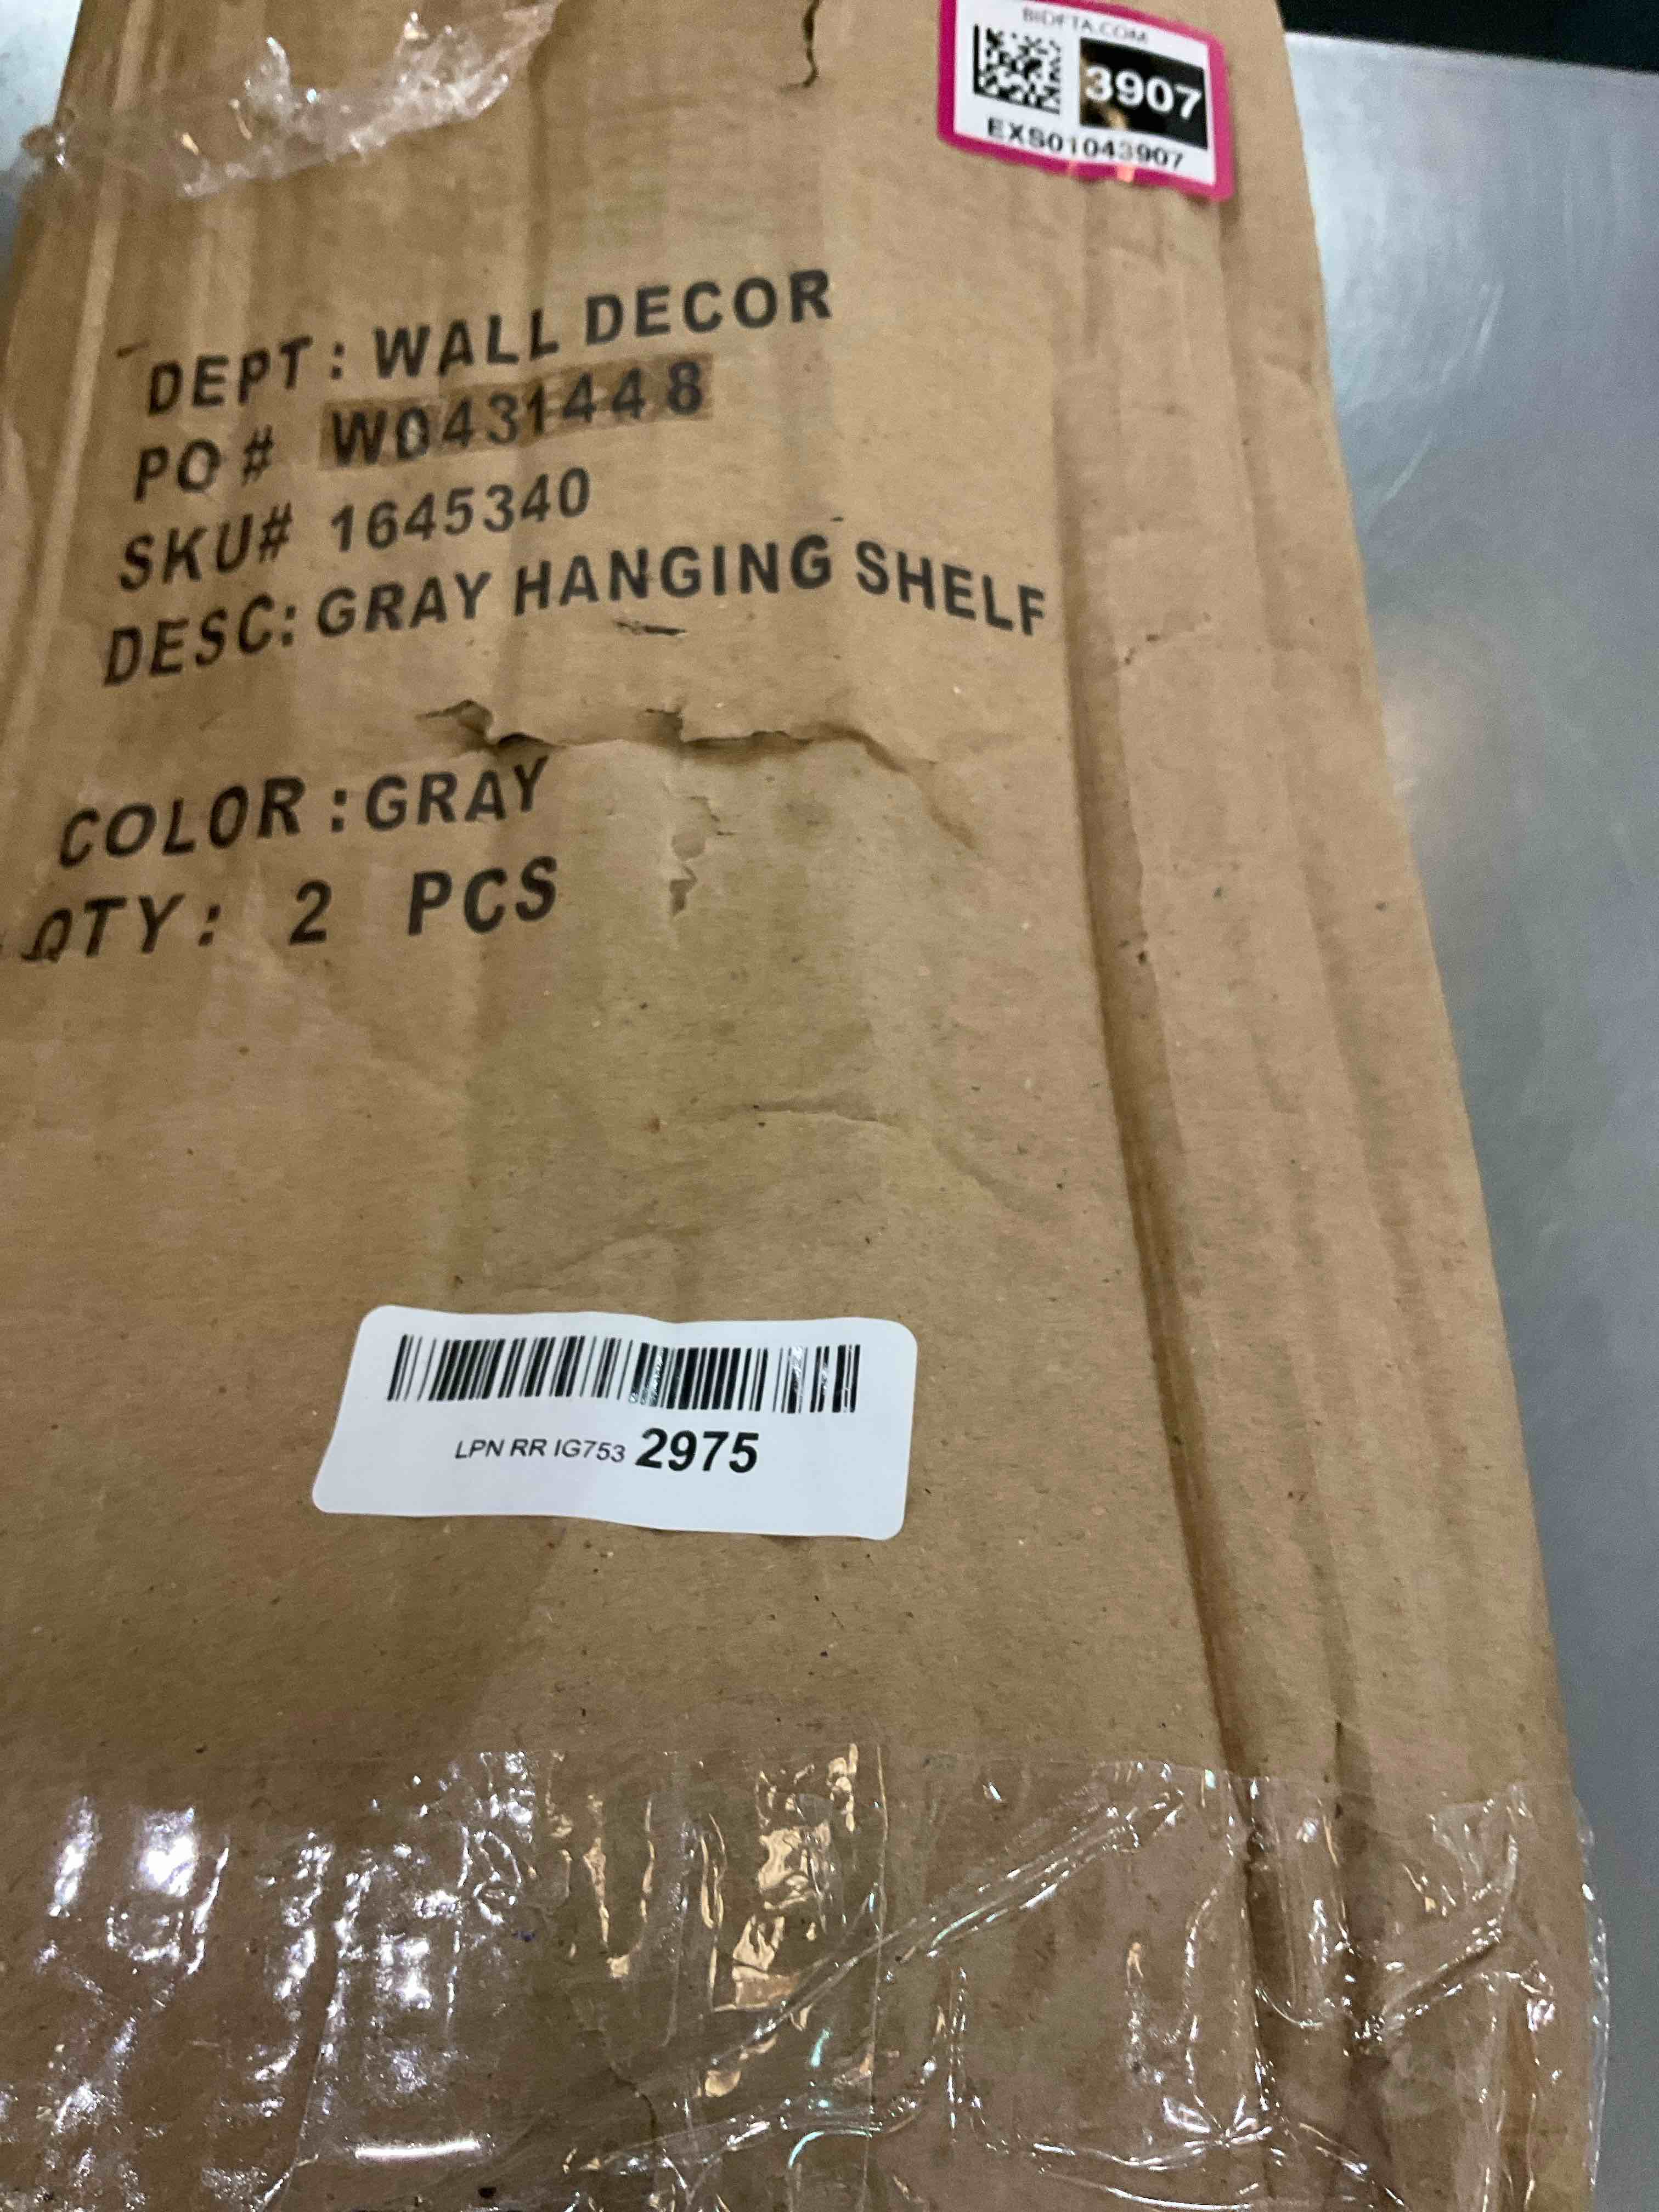 BIDFTA.COM
3907
EXS01043907
DEPT: WALL DECOR
PO# W0431448
SKU# 1645340
DESC: GRAY HANGING SHELF
COLOR: GRAY
QTY: 2 PCS
LPN RR IG753 2975